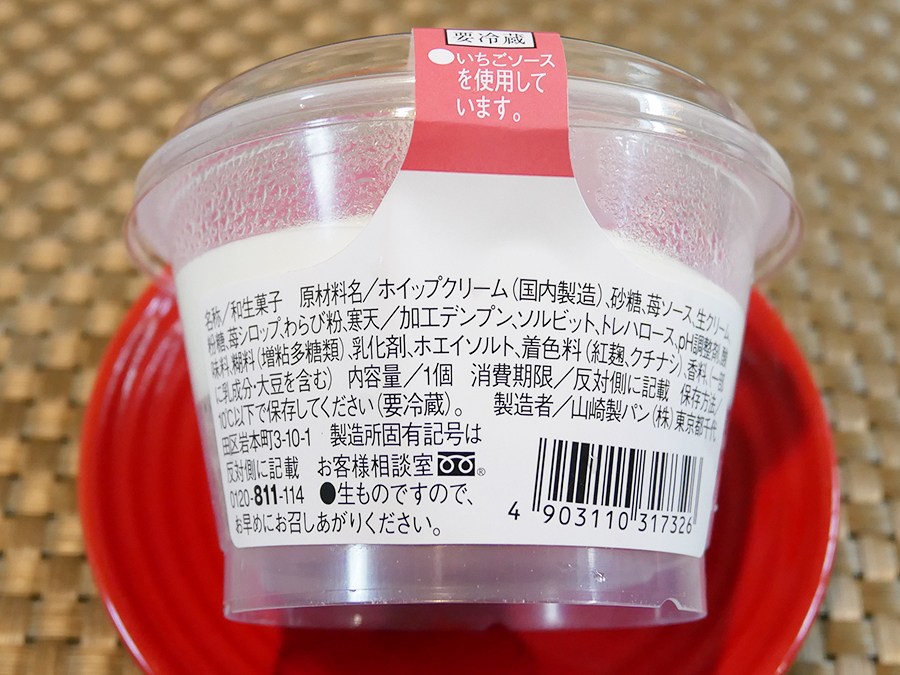 要冷蔵
●いちごソース
を使用して
います。
名称／和生菓子 原材料名／ホイップクリーム(国内製造)、砂糖、苺ソース、生クリーム、
粉糖、苺シロップ、わらび粉、寒天／加工デンプン、ソルビット、トレハロース、pH調整剤、酸
味料、糊料(増粘多糖類)、乳化剤、ホエイソルト、着色料(紅麹、クチナシ)、香料、(一部
に乳成分・大豆を含む) 内容量／1個 消費期限／反対側に記載 保存方法／
10℃以下で保存してください(要冷蔵)。 製造者／山崎製パン(株)東京都千代
田区岩本町3-10-1 製造所固有記号は
反対側に記載 お客様相談室 ®
0120-811-114 ●生ものですので、
お早めにお召しあがりください。
4 903110 317326